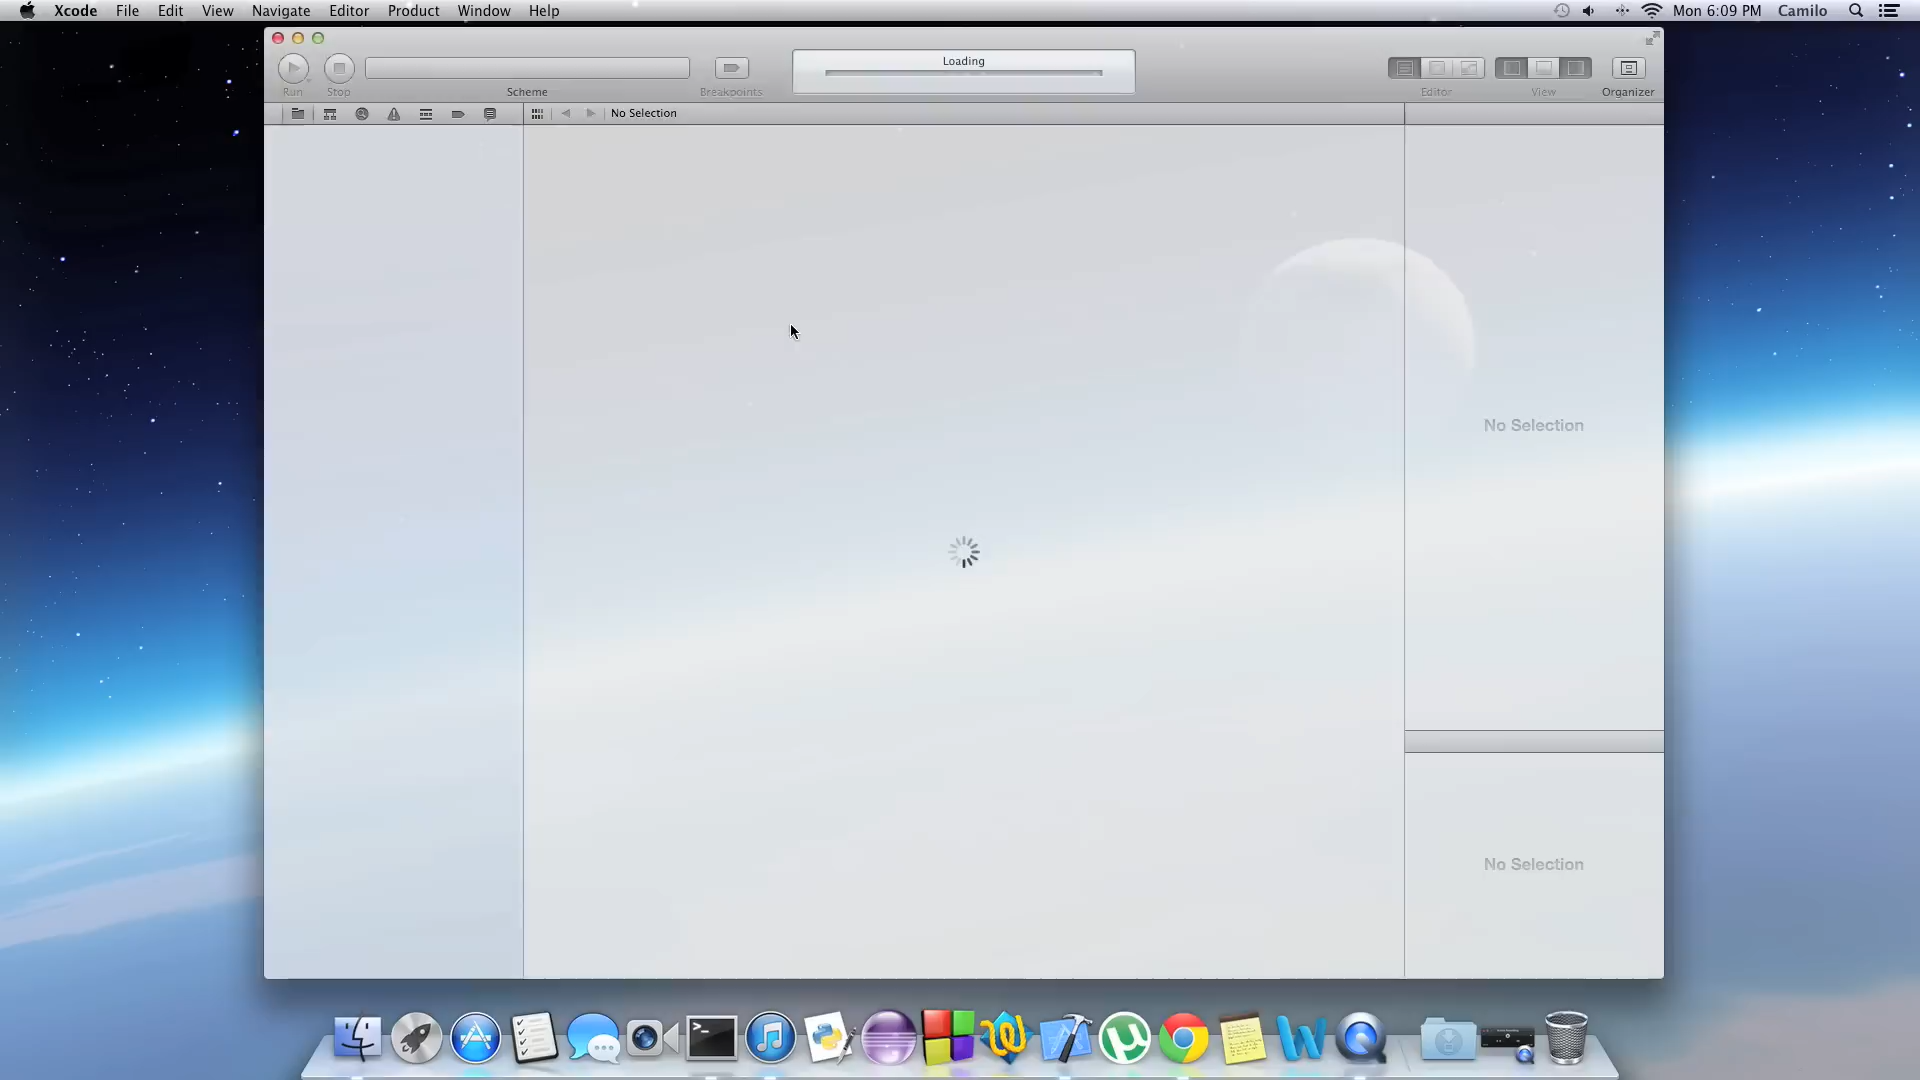 Xcode File Edit View Navigate Editor Product Window Help
Mon 6:09 PM Camilo
Loading
Run Stop Scheme Breakpoints Editor View Organizer
No Selection
No Selection
No Selection